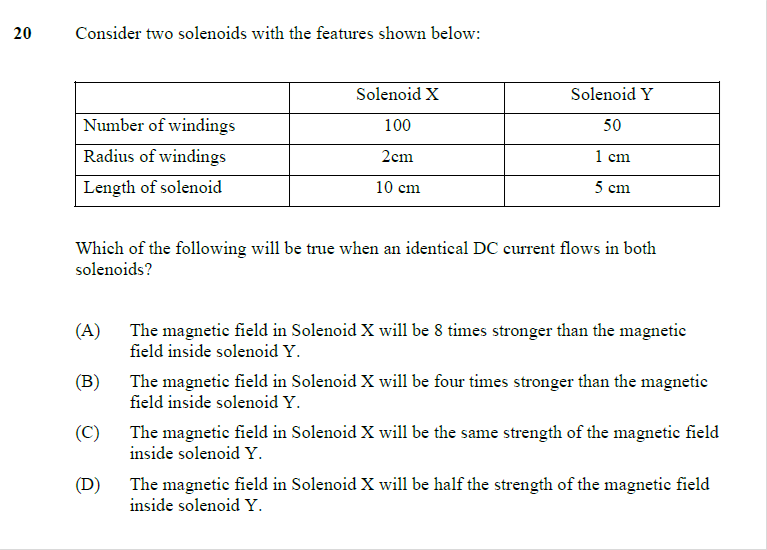 20 Consider two solenoids with the features shown below:
Solenoid X Solenoid Y
Number of windings 100 50
Radius of windings 2cm 1 cm
Length of solenoid 10 cm 5 cm
Which of the following will be true when an identical DC current flows in both
solenoids?
(A) The magnetic field in Solenoid X will be 8 times stronger than the magnetic
field inside solenoid Y.
(B) The magnetic field in Solenoid X will be four times stronger than the magnetic
field inside solenoid Y.
(C) The magnetic field in Solenoid X will be the same strength of the magnetic field
inside solenoid Y.
(D) The magnetic field in Solenoid X will be half the strength of the magnetic field
inside solenoid Y.